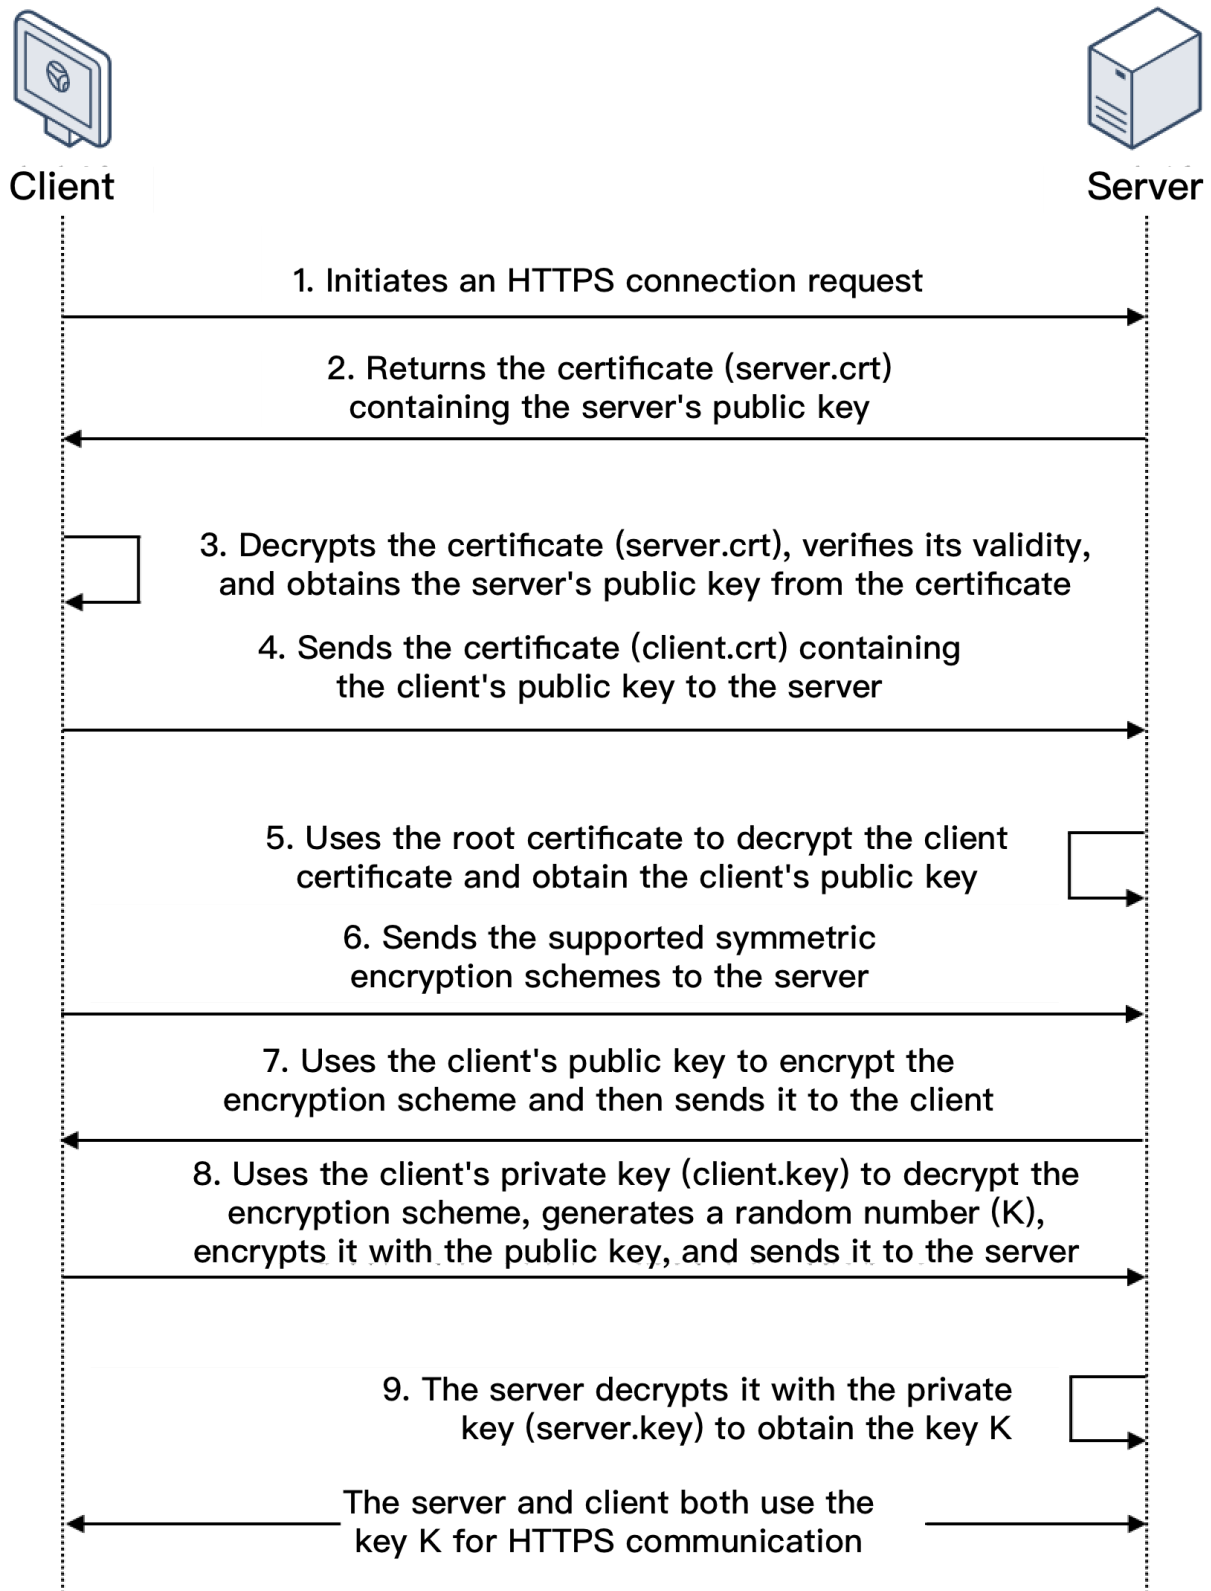 Client
Server
1. Initiates an HTTPS connection request
2. Returns the certificate (server.crt)
containing the server's public key
3. Decrypts the certificate (server.crt), verifies its validity,
and obtains the server's public key from the certificate
4. Sends the certificate (client.crt) containing
the client's public key to the server
5. Uses the root certificate to decrypt the client
certificate and obtain the client's public key
6. Sends the supported symmetric
encryption schemes to the server
7. Uses the client's public key to encrypt the
encryption scheme and then sends it to the client
8. Uses the client's private key (client.key) to decrypt the
encryption scheme, generates a random number (K),
encrypts it with the public key, and sends it to the server
9. The server decrypts it with the private
key (server.key) to obtain the key K
The server and client both use the
key K for HTTPS communication